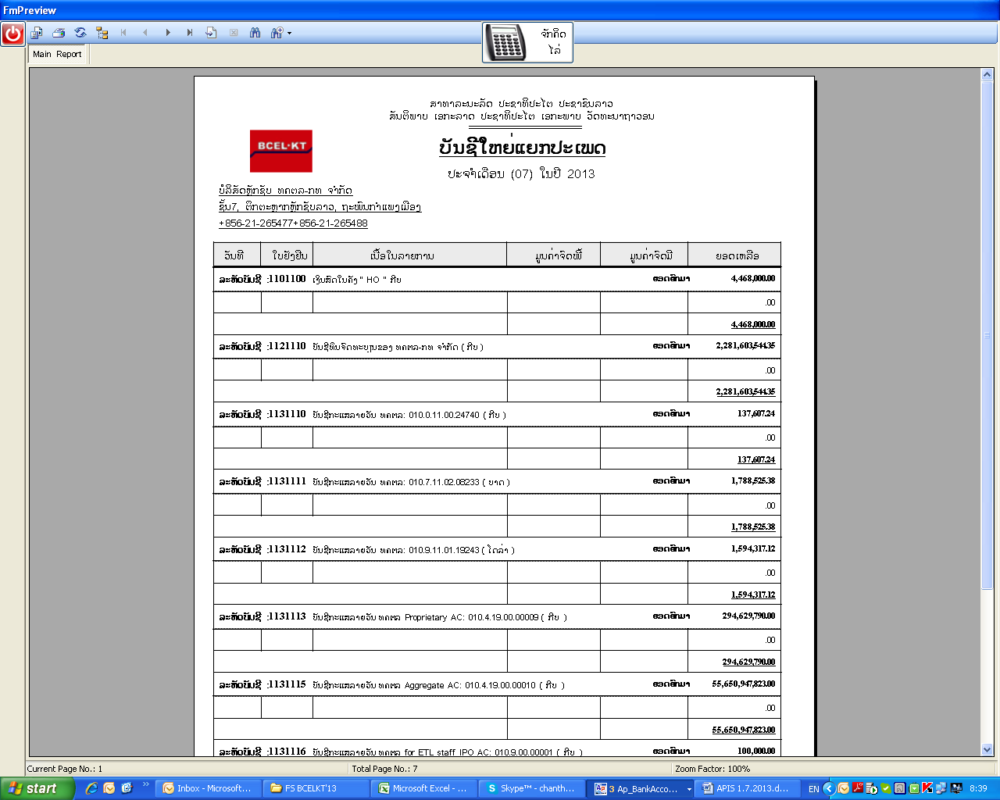 FmPreview
ຈັກຄິດ
ໄລ່
Main Report
ສາທາລະນະລັດ ປະຊາທິປະໄຕ ປະຊາຊົນລາວ
ສັນຕິພາບ ເອກະລາດ ປະຊາທິປະໄຕ ເອກະພາບ ວັດທະນາຖາວອນ
BCEL·KT
ບັນຊີໃຫຍ່ແຍກປະເພດ
ປະຈຳເດືອນ (07) ໃນປີ 2013
ບໍລິສັດຫຼັກຊັບ ທຄຕລ-ກທ ຈຳກັດ
ຊັ້ນ7, ຕຶກຕະຫຼາກຫຼັກຊັບລາວ, ຖະໜົນກຳແພງເມືອງ
+856-21-265477+856-21-265488
ວັນທີ ໃບຢັ້ງຢືນ ເນື້ອໃນລາຍການ ມູນຄ່າຈົດໜີ້ ມູນຄ່າຈົດມີ ຍອດເຫລືອ
ລະຫັດບັນຊີ :1101100 ເງິນສົດໃນຄັງ " HO " ກີບ ຍອດຍົກມາ 4,468,000.00
.00
4,468,000.00
ລະຫັດບັນຊີ :1121110 ບັນຊີທຶນຈົດທະບຽນຂອງ ທຄຕລ-ກທ ຈຳກັດ ( ກີບ ) ຍອດຍົກມາ 2,281,603,544.35
.00
2,281,603,544.35
ລະຫັດບັນຊີ :1131110 ບັນຊີກະແສລາຍວັນ ທຄຕລ: 010.0.11.00.24740 ( ກີບ ) ຍອດຍົກມາ 137,607.24
.00
137,607.24
ລະຫັດບັນຊີ :1131111 ບັນຊີກະແສລາຍວັນ ທຄຕລ: 010.7.11.02.08233 ( ບາດ ) ຍອດຍົກມາ 1,788,525.38
.00
1,788,525.38
ລະຫັດບັນຊີ :1131112 ບັນຊີກະແສລາຍວັນ ທຄຕລ: 010.9.11.01.19243 ( ໂດລ່າ ) ຍອດຍົກມາ 1,594,317.12
.00
1,594,317.12
ລະຫັດບັນຊີ :1131113 ບັນຊີກະແສລາຍວັນ ທຄຕລ Proprietary AC: 010.4.19.00.00009 ( ກີບ ) ຍອດຍົກມາ 294,629,790.00
.00
294,629,790.00
ລະຫັດບັນຊີ :1131115 ບັນຊີກະແສລາຍວັນ ທຄຕລ Aggregate AC: 010.4.19.00.00010 ( ກີບ ) ຍອດຍົກມາ 55,650,947,823.00
.00
55,650,947,823.00
ລະຫັດບັນຊີ :1131116 ບັນຊີກະແສລາຍວັນ ທຄຕລ for ETL staff IPO AC: 010.9.00.00001 ( ກີບ ) ຍອດຍົກມາ 100,000.00
Current Page No.: 1 Total Page No.: 7 Zoom Factor: 100%
start Inbox - Microsoft... FS BCELKT'13 Microsoft Excel - ... Skype™ - chanth... 3 Ap_BankAcco... APIS 1.7.2013.d... EN 8:39